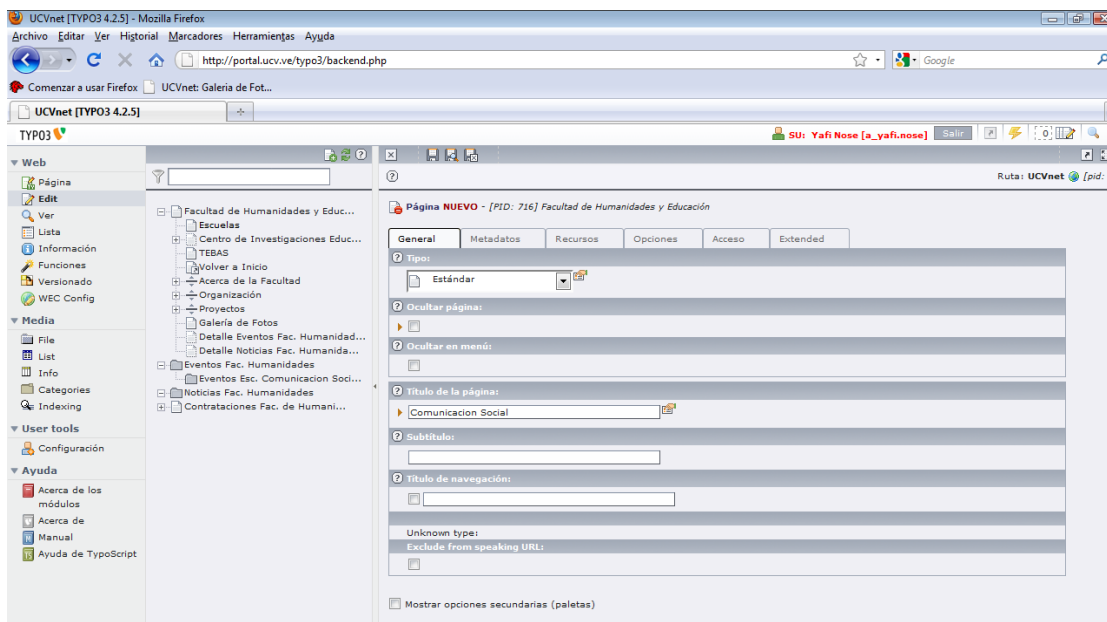 UCVnet [TYPO3 4.2.5] - Mozilla Firefox
Archivo Editar Ver Historial Marcadores Herramientas Ayuda
http://portal.ucv.ve/typo3/backend.php
Google
Comenzar a usar Firefox UCVnet: Galeria de Fot...
UCVnet [TYPO3 4.2.5]
TYPO3
SU: Yafi Nose [a_yafi.nose] Salir
Web
Página
Edit
Ver
Lista
Información
Funciones
Versionado
WEC Config
Media
File
List
Info
Categories
Indexing
User tools
Configuración
Ayuda
Acerca de los
módulos
Acerca de
Manual
Ayuda de TypoScript
Facultad de Humanidades y Educ...
Escuelas
Centro de Investigaciones Educ...
TEBAS
Volver a Inicio
Acerca de la Facultad
Organización
Proyectos
Galería de Fotos
Detalle Eventos Fac. Humanidad...
Detalle Noticias Fac. Humanida...
Eventos Fac. Humanidades
Eventos Esc. Comunicacion Soci...
Noticias Fac. Humanidades
Contrataciones Fac. de Humani...
Ruta: UCVnet [pid:
Página NUEVO - [PID: 716] Facultad de Humanidades y Educación
General Metadatos Recursos Opciones Acceso Extended
Tipo:
Estándar
Ocultar página:
Ocultar en menú:
Título de la página:
Comunicacion Social
Subtítulo:
Título de navegación:
Unknown type:
Exclude from speaking URL:
Mostrar opciones secundarias (paletas)